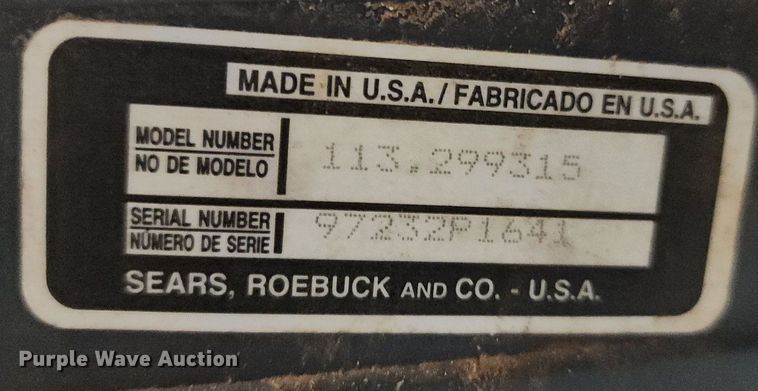 MADE IN U.S.A./FABRICADO EN U.S.A.
MODEL NUMBER
NO DE MODELO
113.299315
SERIAL NUMBER
NÚMERO DE SERIE
97232P1641
SEARS, ROEBUCK AND CO. - U.S.A.
Purple Wave Auction